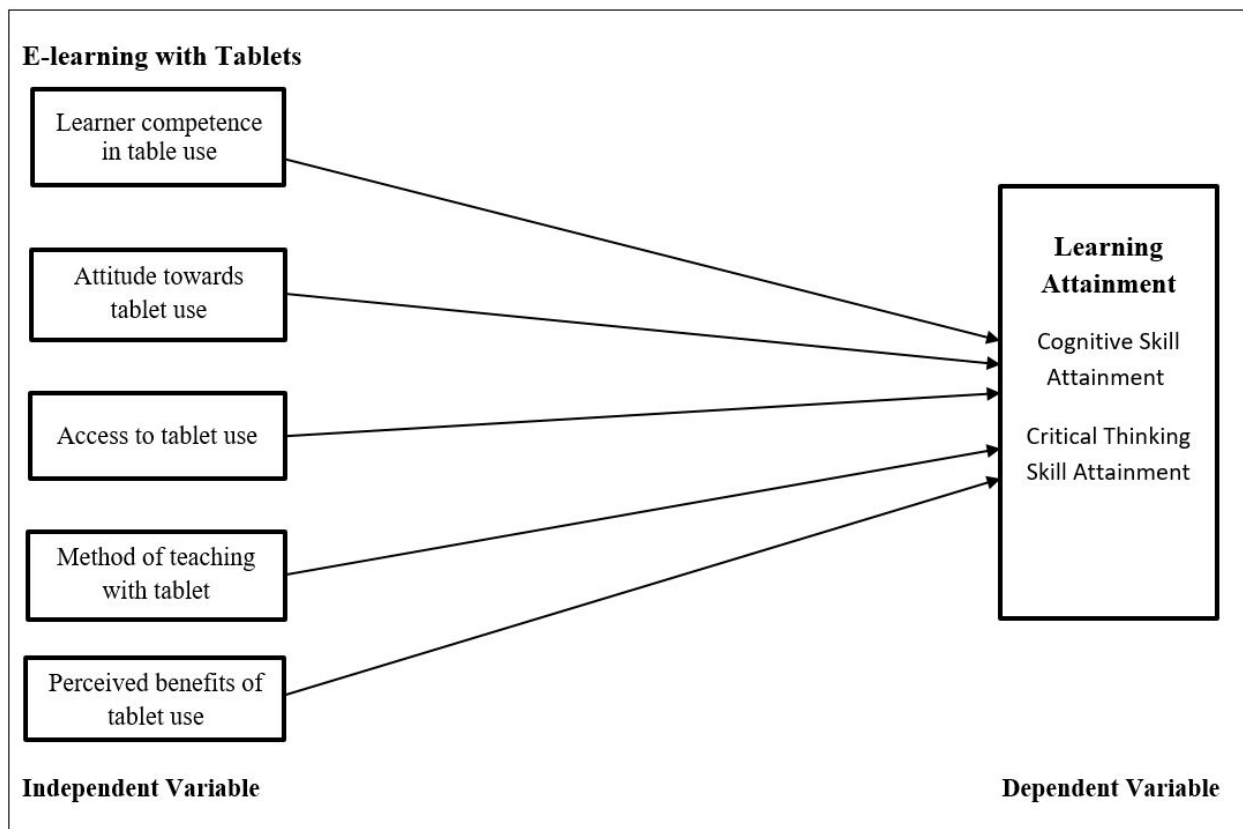 E-learning with Tablets
Learner competence
in table use
Attitude towards
tablet use
Access to tablet use
Method of teaching
with tablet
Perceived benefits of
tablet use
Independent Variable
Learning
Attainment
Cognitive Skill
Attainment
Critical Thinking
Skill Attainment
Dependent Variable